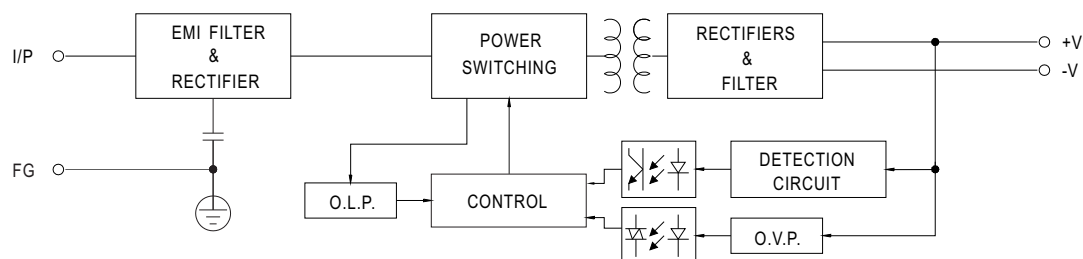 I/P
EMI FILTER
&
RECTIFIER
POWER
SWITCHING
RECTIFIERS
&
FILTER
+V
-V
FG
O.L.P.
CONTROL
DETECTION
CIRCUIT
O.V.P.